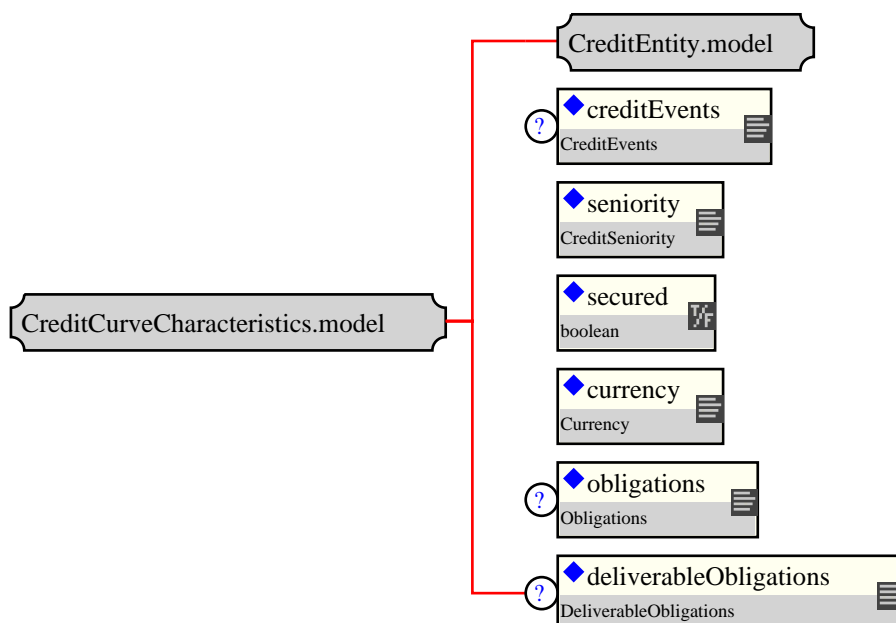 CreditEntity.model
creditEvents
?
CreditEvents
seniority
CreditSeniority
secured
T/F
boolean
CreditCurveCharacteristics.model
currency
Currency
obligations
?
Obligations
deliverableObligations
?
DeliverableObligations